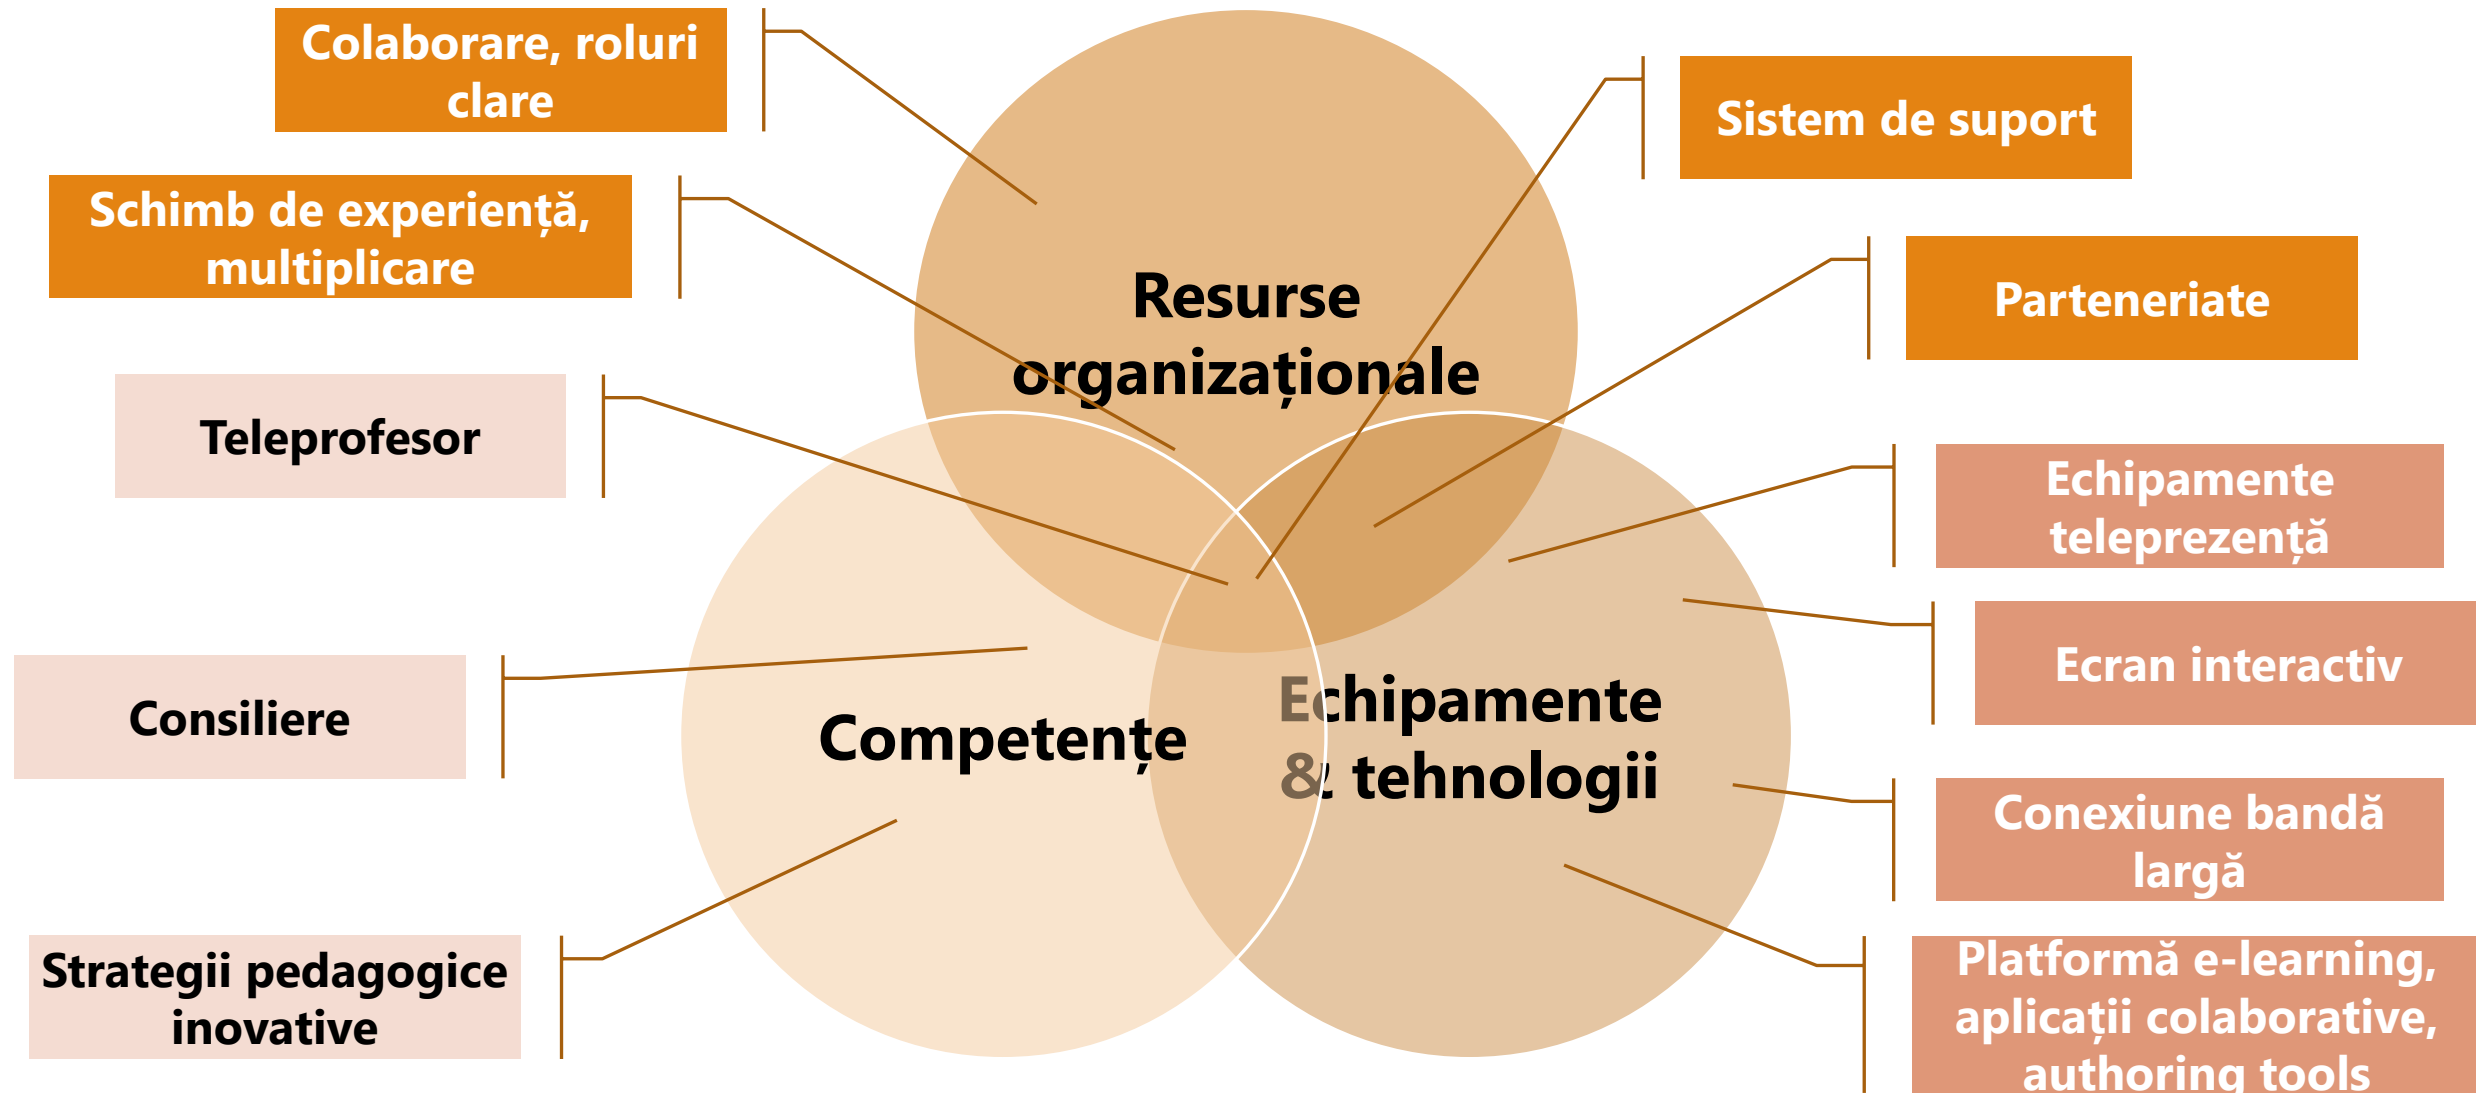 Colaborare, roluri
clare
Sistem de suport
Schimb de experiență,
multiplicare
Parteneriate
Resurse
organizaționale
Teleprofesor
Echipamente
teleprezență
Ecran interactiv
Consiliere
Competențe
Echipamente
& tehnologii
Conexiune bandă
largă
Strategii pedagogice
inovative
Platformă e-learning,
aplicații colaborative,
authoring tools